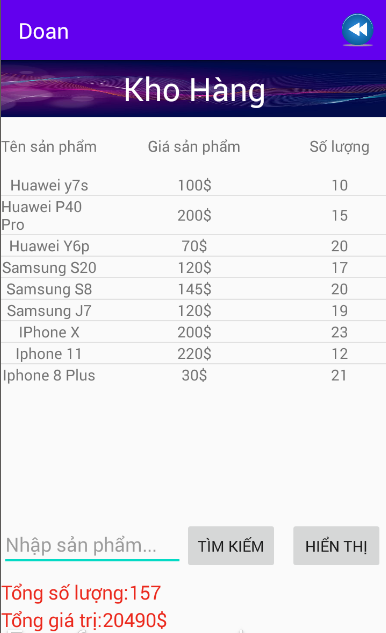 Doan
Kho Hàng
Tên sản phẩm Giá sản phẩm Số lượng
Huawei y7s 100$ 10
Huawei P40
Pro 200$ 15
Huawei Y6p 70$ 20
Samsung S20 120$ 17
Samsung S8 145$ 20
Samsung J7 120$ 19
IPhone X 200$ 23
Iphone 11 220$ 12
Iphone 8 Plus 30$ 21
Nhập sản phẩm... TÌM KIẾM HIỂN THỊ
Tổng số lượng:157
Tổng giá trị:20490$